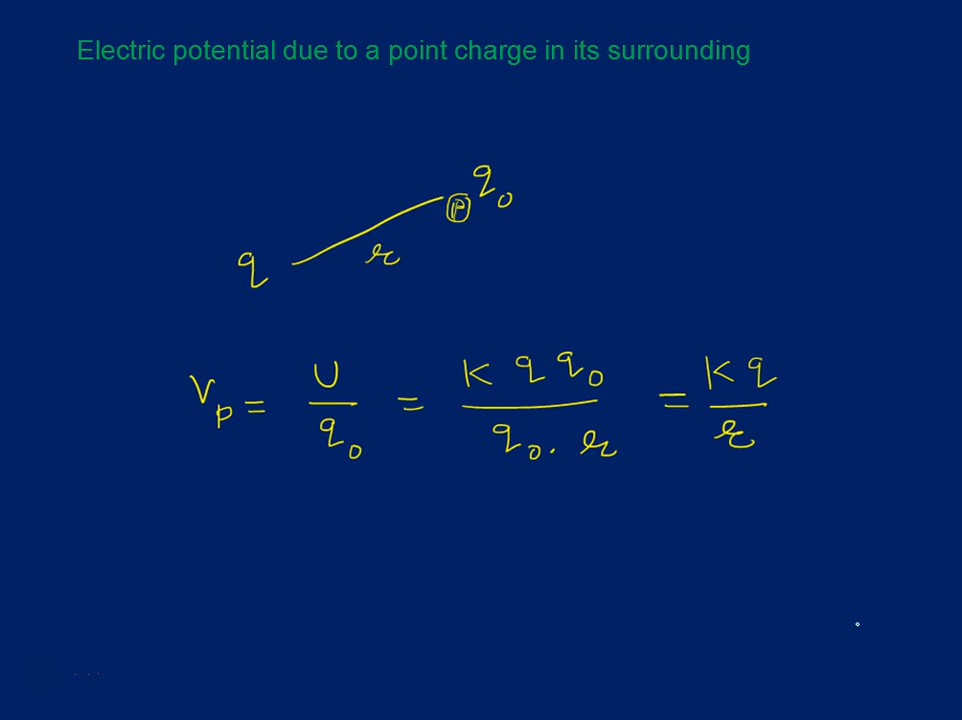 Electric potential due to a point charge in its surrounding
q₀
P
r
q
Vₚ = U/q₀ = K q q₀ / q₀ . r = K q / r